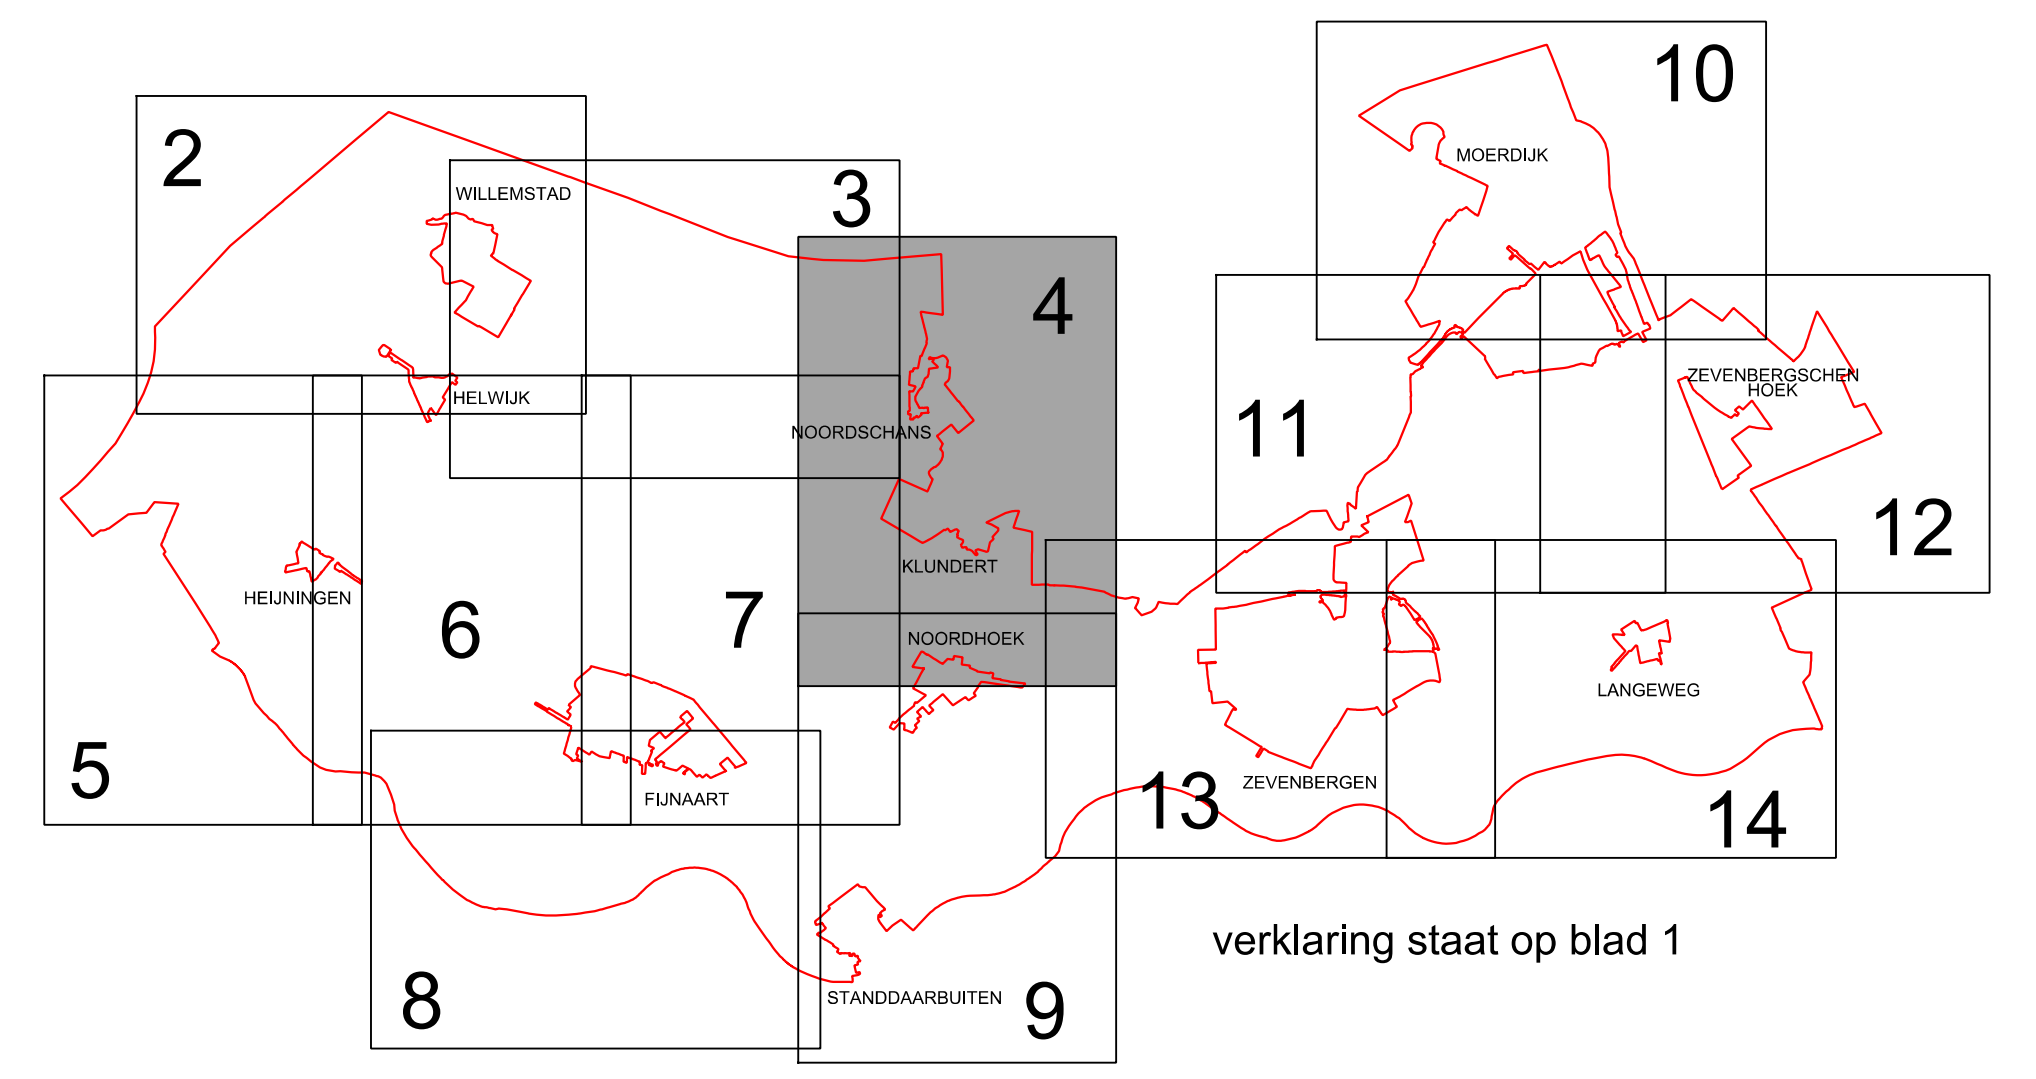 10
2
MOERDIJK
WILLEMSTAD
3
4
ZEVENBERGSCHEN
HOEK
HELWIJK
11
NOORDSCHANS
12
KLUNDERT
HEIJNINGEN
6
7
NOORDHOEK
LANGEWEG
5
ZEVENBERGEN
FIJNAART
13
14
verklaring staat op blad 1
8
STANDDAARBUITEN
9